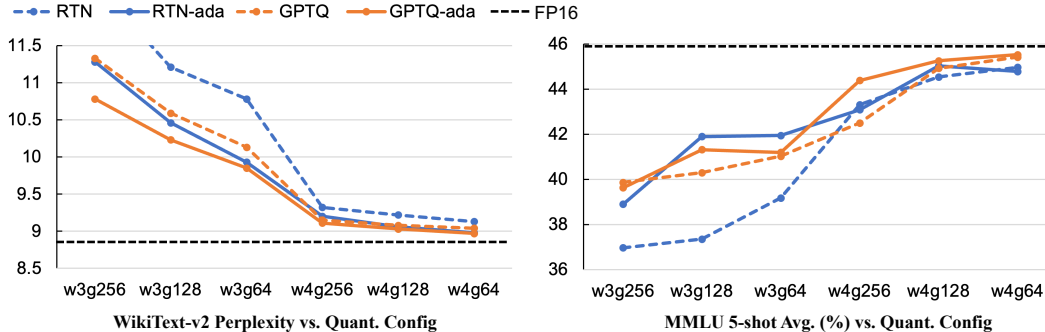 RTN RTN-ada GPTQ GPTQ-ada FP16
11.5
11
10.5
10
9.5
9
8.5
w3g256 w3g128 w3g64 w4g256 w4g128 w4g64
WikiText-v2 Perplexity vs. Quant. Config
46
44
42
40
38
36
w3g256 w3g128 w3g64 w4g256 w4g128 w4g64
MMLU 5-shot Avg. (%) vs. Quant. Config